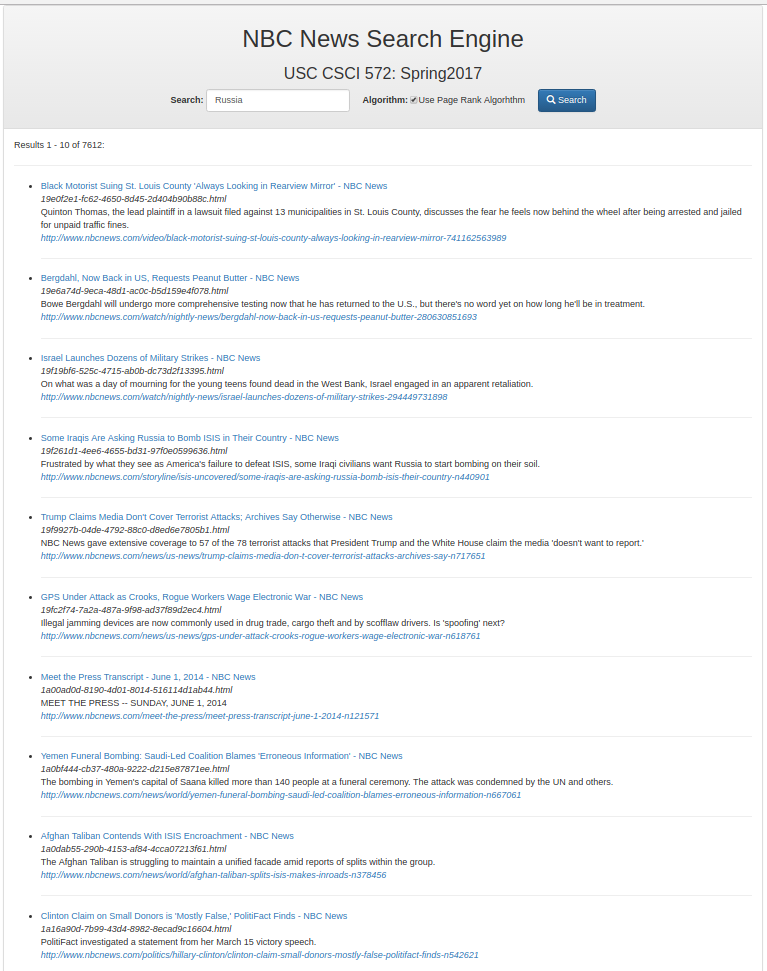 NBC News Search Engine
USC CSCI 572: Spring2017
Search: Russia Algorithm: Use Page Rank Algorhthm Search
Results 1 - 10 of 7612:
Black Motorist Suing St. Louis County 'Always Looking in Rearview Mirror' - NBC News
19e0f2e1-fc62-4650-8d45-2d404b90b88c.html
Quinton Thomas, the lead plaintiff in a lawsuit filed against 13 municipalities in St. Louis County, discusses the fear he feels now behind the wheel after being arrested and jailed
for unpaid traffic fines.
http://www.nbcnews.com/video/black-motorist-suing-st-louis-county-always-looking-in-rearview-mirror-741162563989
Bergdahl, Now Back in US, Requests Peanut Butter - NBC News
19e6a74d-9eca-48d1-ac0c-b5d159e4f078.html
Bowe Bergdahl will undergo more comprehensive testing now that he has returned to the U.S., but there's no word yet on how long he'll be in treatment.
http://www.nbcnews.com/watch/nightly-news/bergdahl-now-back-in-us-requests-peanut-butter-280630851693
Israel Launches Dozens of Military Strikes - NBC News
19f19bf6-525c-4715-ab0b-dc73d2f13395.html
On what was a day of mourning for the young teens found dead in the West Bank, Israel engaged in an apparent retaliation.
http://www.nbcnews.com/watch/nightly-news/israel-launches-dozens-of-military-strikes-294449731898
Some Iraqis Are Asking Russia to Bomb ISIS in Their Country - NBC News
19f261d1-4ee6-4655-bd31-97f0e0599636.html
Frustrated by what they see as America's failure to defeat ISIS, some Iraqi civilians want Russia to start bombing on their soil.
http://www.nbcnews.com/storyline/isis-uncovered/some-iraqis-are-asking-russia-bomb-isis-their-country-n440901
Trump Claims Media Don't Cover Terrorist Attacks; Archives Say Otherwise - NBC News
19f9927b-04de-4792-88c0-d8ed6e7805b1.html
NBC News gave extensive coverage to 57 of the 78 terrorist attacks that President Trump and the White House claim the media 'doesn't want to report.'
http://www.nbcnews.com/news/us-news/trump-claims-media-don-t-cover-terrorist-attacks-archives-say-n717651
GPS Under Attack as Crooks, Rogue Workers Wage Electronic War - NBC News
19fc2f74-7a2a-487a-9f98-ad37f89d2ec4.html
Illegal jamming devices are now commonly used in drug trade, cargo theft and by scofflaw drivers. Is 'spoofing' next?
http://www.nbcnews.com/news/us-news/gps-under-attack-crooks-rogue-workers-wage-electronic-war-n618761
Meet the Press Transcript - June 1, 2014 - NBC News
1a00ad0d-8190-4d01-8014-516114d1ab44.html
MEET THE PRESS -- SUNDAY, JUNE 1, 2014
http://www.nbcnews.com/meet-the-press/meet-press-transcript-june-1-2014-n121571
Yemen Funeral Bombing: Saudi-Led Coalition Blames 'Erroneous Information' - NBC News
1a0bf444-cb37-480a-9222-d215e87871ee.html
The bombing in Yemen's capital of Saana killed more than 140 people at a funeral ceremony. The attack was condemned by the UN and others.
http://www.nbcnews.com/news/world/yemen-funeral-bombing-saudi-led-coalition-blames-erroneous-information-n667061
Afghan Taliban Contends With ISIS Encroachment - NBC News
1a0dab55-290b-4153-af84-4cca07213f61.html
The Afghan Taliban is struggling to maintain a unified facade amid reports of splits within the group.
http://www.nbcnews.com/news/world/afghan-taliban-splits-isis-makes-inroads-n378456
Clinton Claim on Small Donors is 'Mostly False,' PolitiFact Finds - NBC News
1a16a90d-7b99-43d4-8982-8ecad9c16604.html
PolitiFact investigated a statement from her March 15 victory speech.
http://www.nbcnews.com/politics/hillary-clinton/clinton-claim-small-donors-mostly-false-politifact-finds-n542621